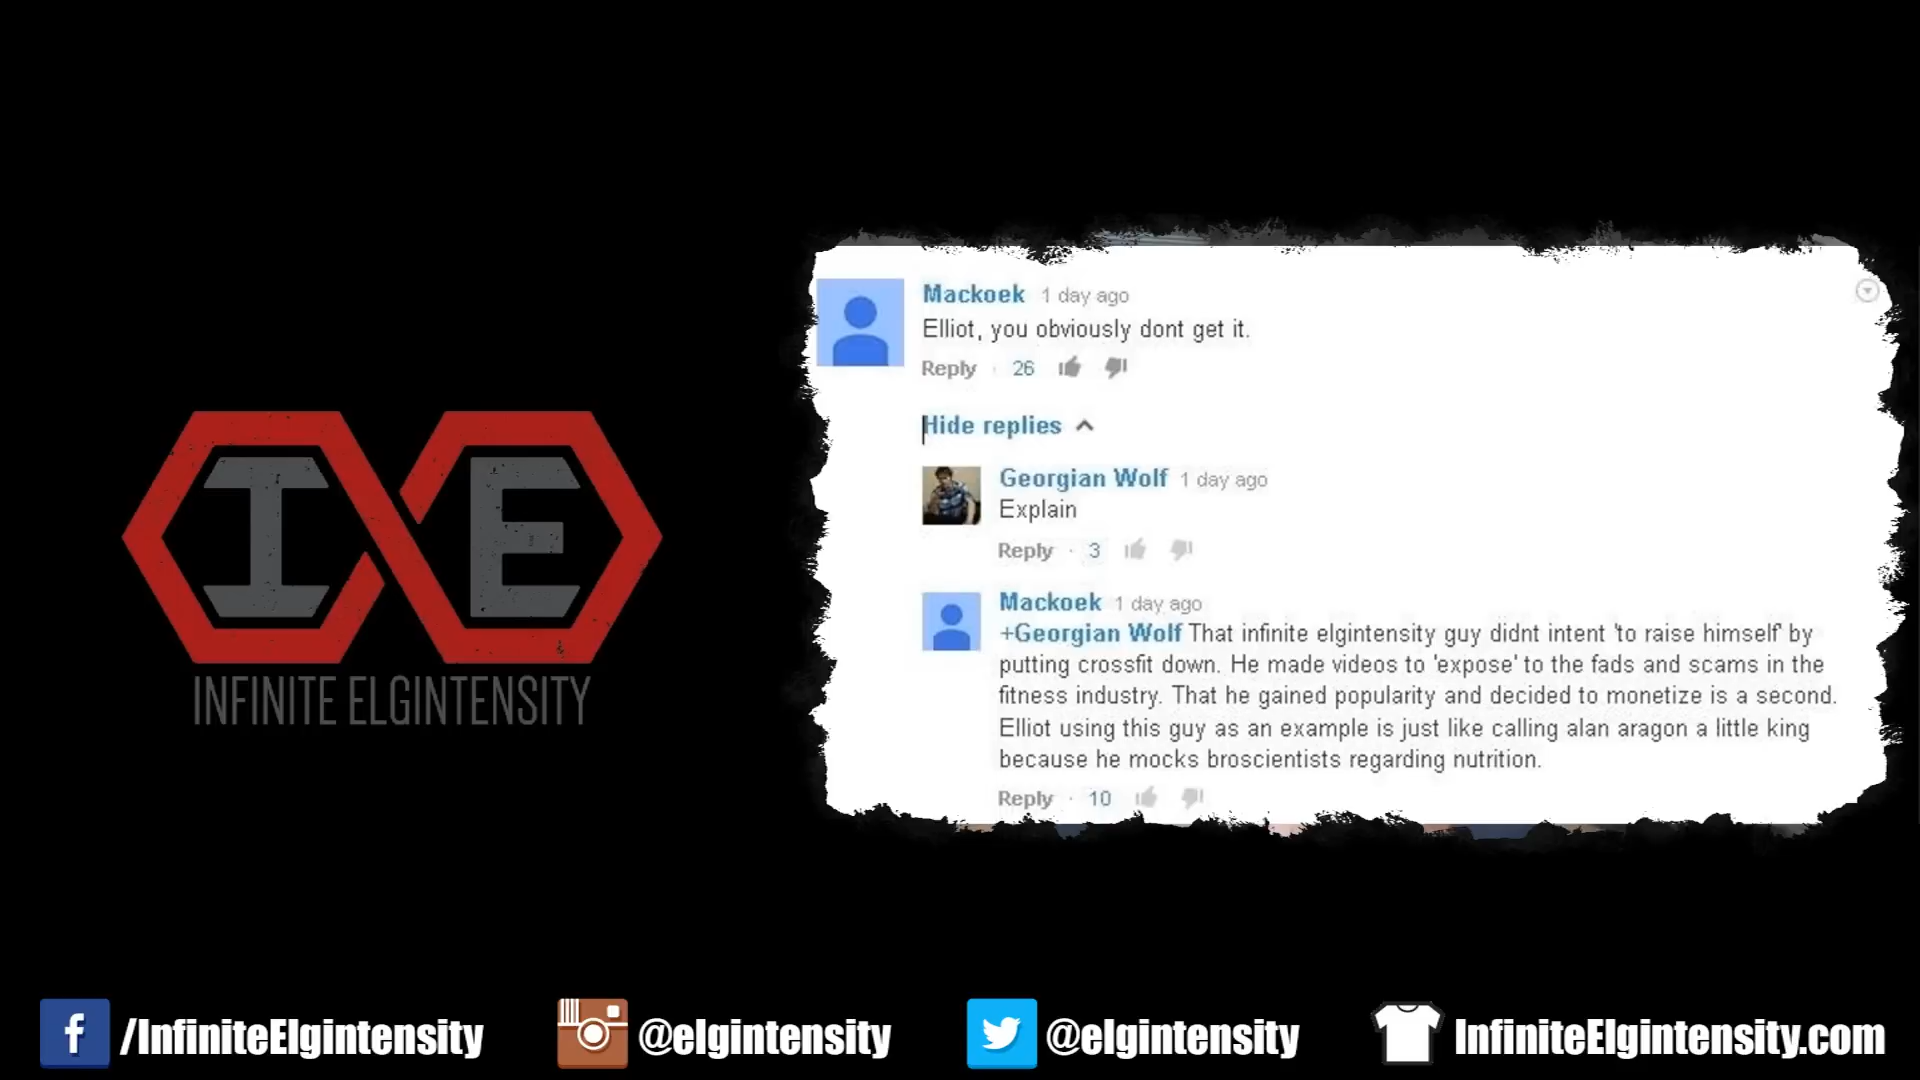 Mackoek 1 day ago
Elliot, you obviously dont get it.
Reply · 26
Hide replies
Georgian Wolf 1 day ago
Explain
Reply · 3
Mackoek 1 day ago
+Georgian Wolf That infinite elgintensity guy didnt intent 'to raise himself' by
putting crossfit down. He made videos to 'expose' to the fads and scams in the
fitness industry. That he gained popularity and decided to monetize is a second.
Elliot using this guy as an example is just like calling alan aragon a little king
because he mocks broscientists regarding nutrition.
Reply · 10
I E
INFINITE ELGINTENSITY
/InfiniteElgintensity
@elgintensity
@elgintensity
InfiniteElgintensity.com